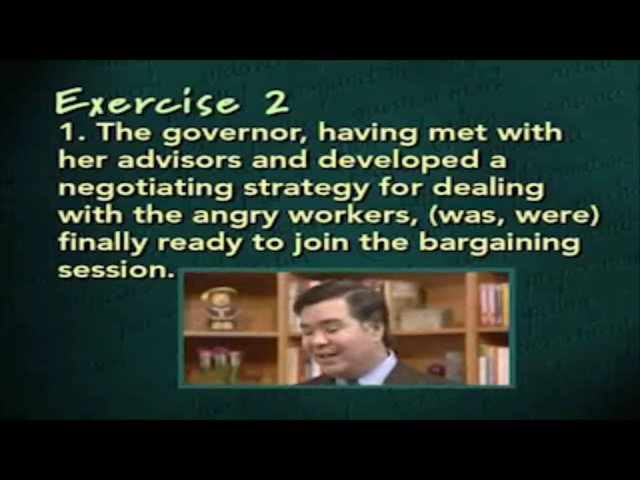 Exercise 2
1. The governor, having met with
her advisors and developed a
negotiating strategy for dealing
with the angry workers, (was, were)
finally ready to join the bargaining
session.